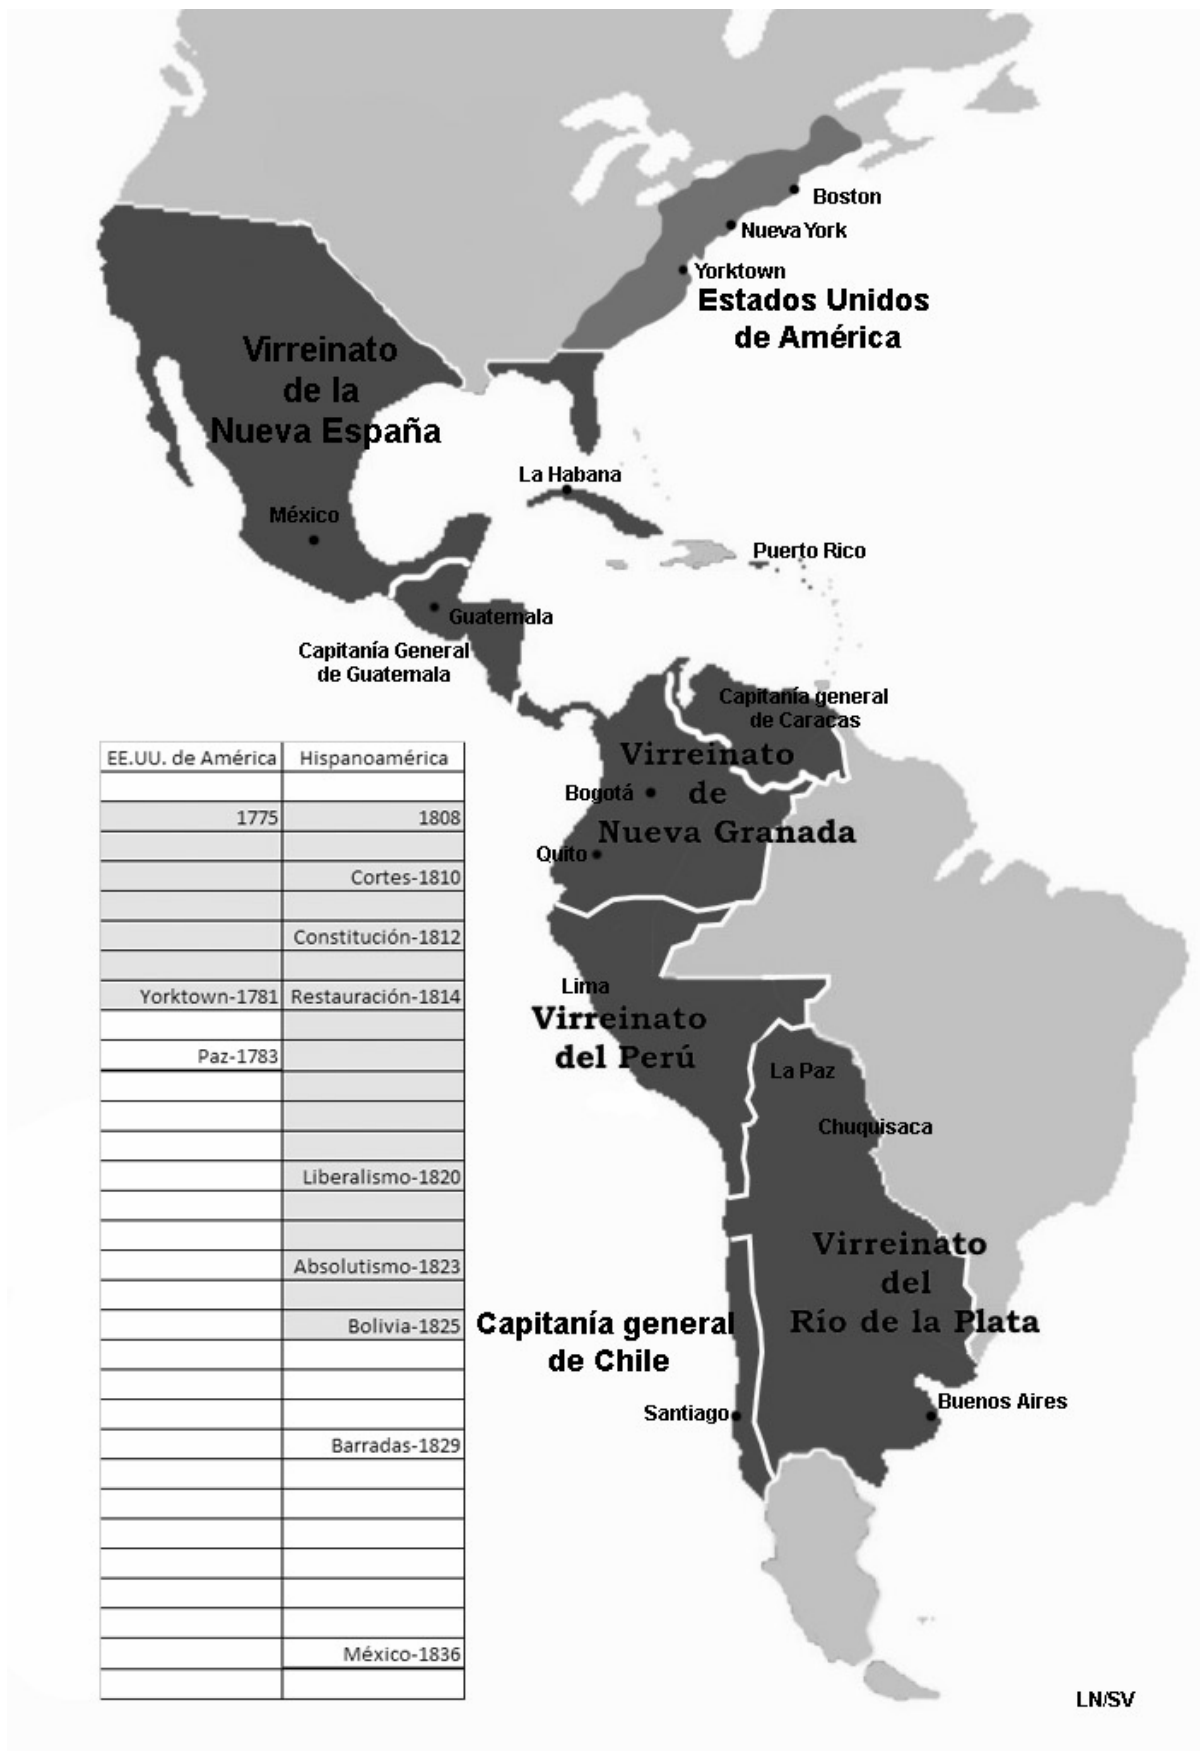 Boston
Nueva York
Yorktown
Estados Unidos
de América
Virreinato
de la
Nueva España
La Habana
México
Puerto Rico
Guatemala
Capitanía General
de Guatemala
Capitanía general
de Caracas
Virreinato
de
Nueva Granada
Bogotá
Quito
Lima
Virreinato
del Perú
La Paz
Chuquisaca
Virreinato
del
Río de la Plata
Capitanía general
de Chile
Santiago
Buenos Aires
EE.UU. de América Hispanoamérica
1775 1808
Cortes-1810
Constitución-1812
Yorktown-1781 Restauración-1814
Paz-1783
Liberalismo-1820
Absolutismo-1823
Bolivia-1825
Barradas-1829
México-1836
LN/SV